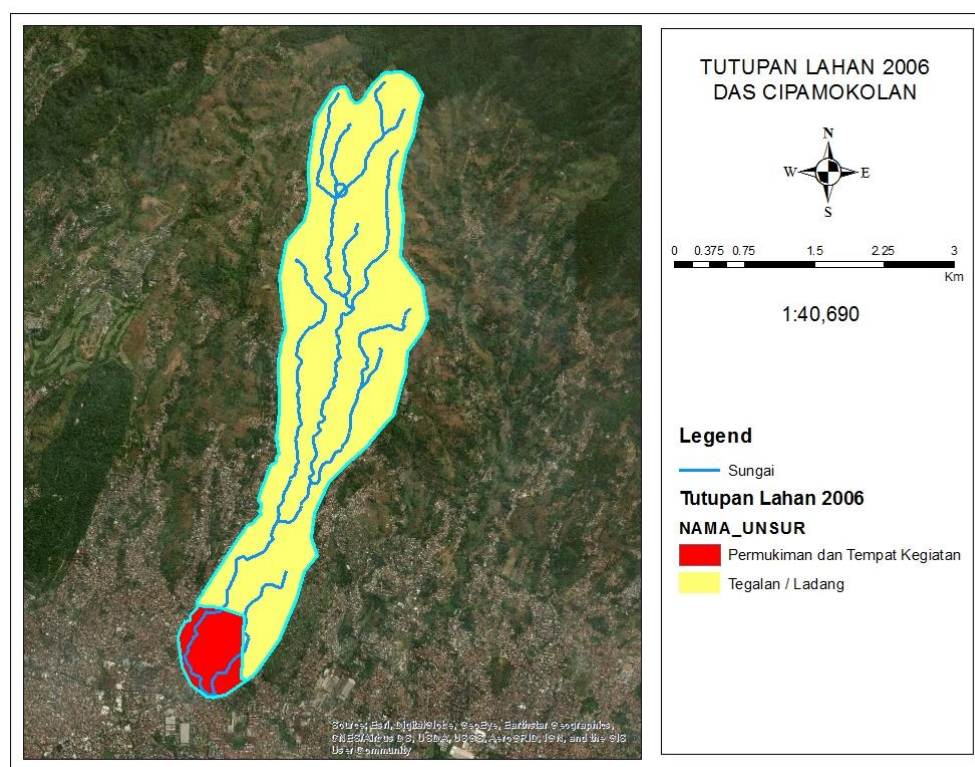 TUTUPAN LAHAN 2006
DAS CIPAMOKOLAN
N
W
E
S
0 0.375 0.75 1.5 2.25 3
Km
1:40,690
Legend
Sungai
Tutupan Lahan 2006
NAMA_UNSUR
Permukiman dan Tempat Kegiatan
Tegalan / Ladang
Source: Esri, DigitalGlobe, GeoEye, Earthstar Geographics,
CNES/Airbus DS, USDA, USGS, AeroGRID, IGN, and the GIS
User Community